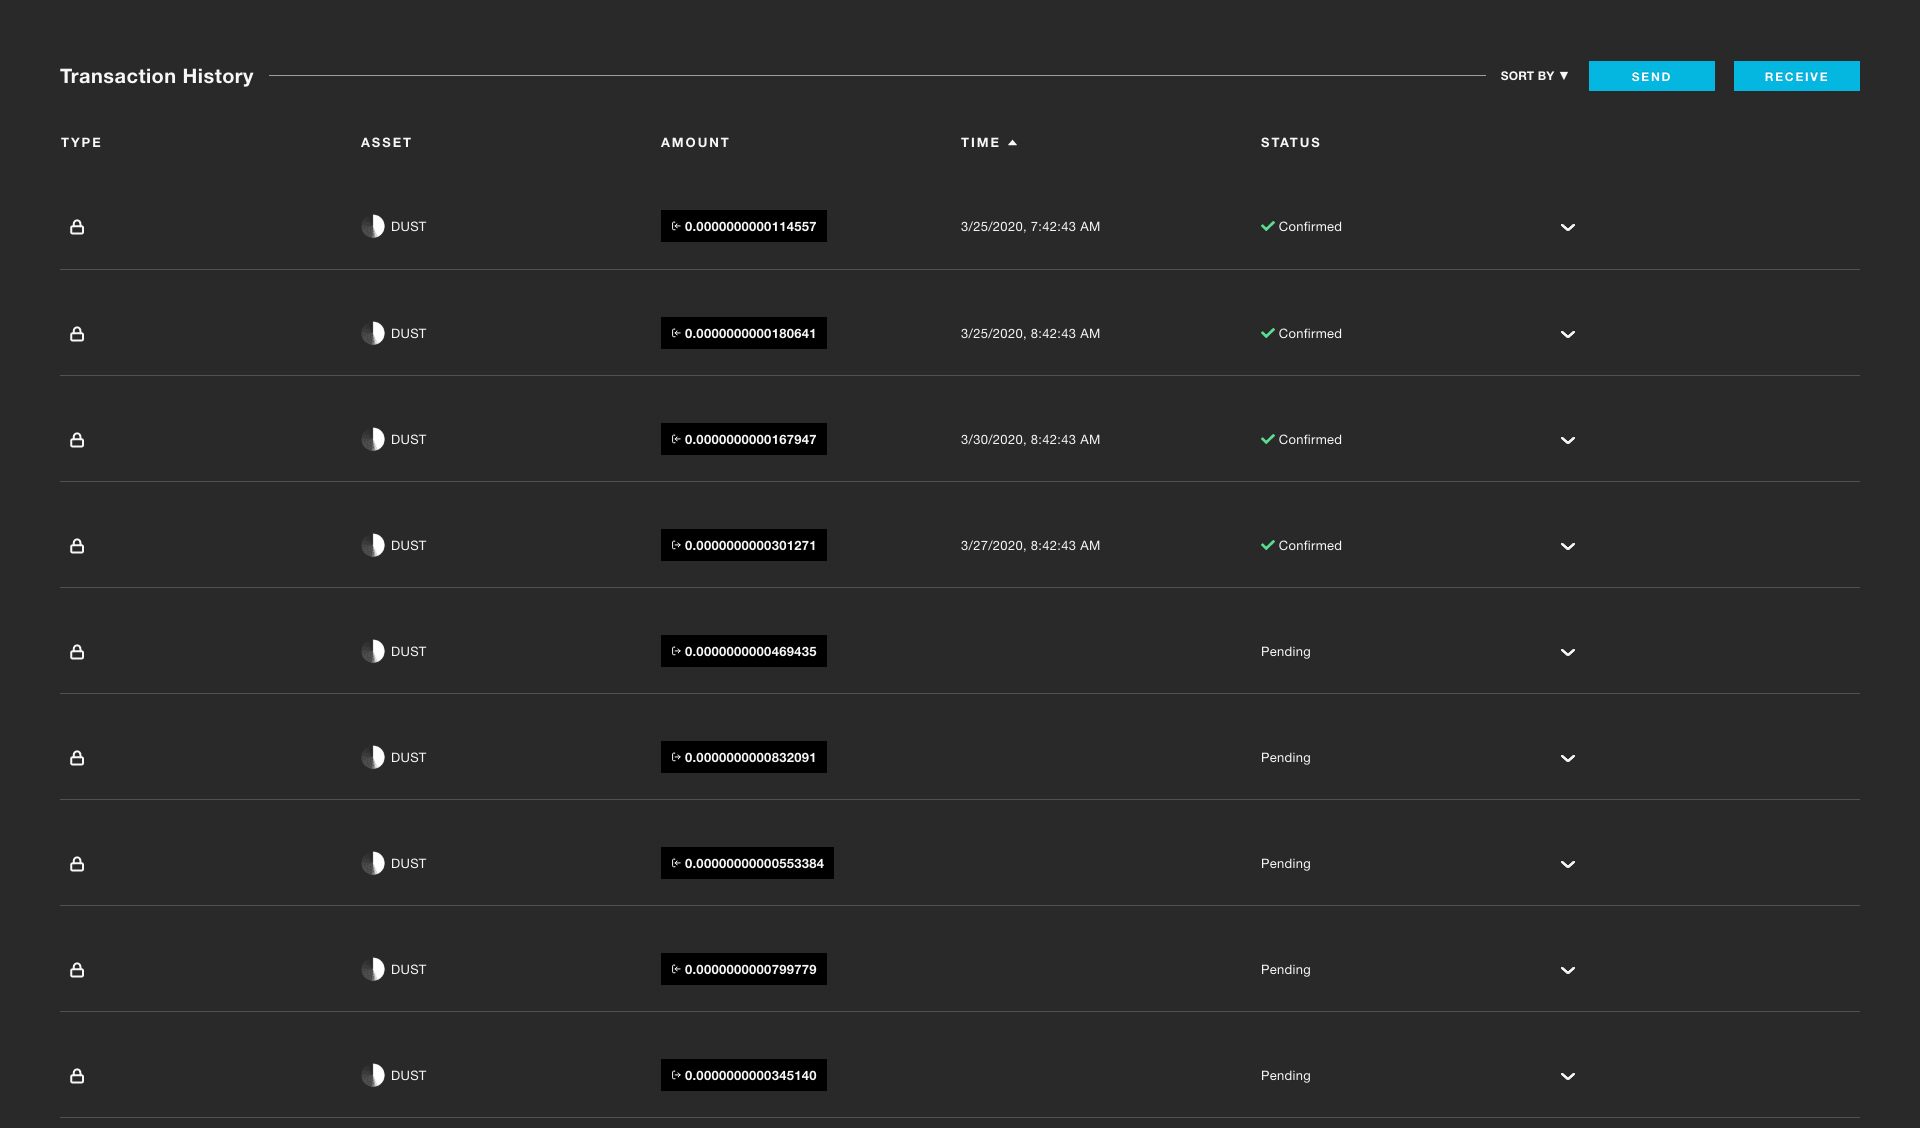 Transaction History SORT BY ▼ SEND RECEIVE
TYPE ASSET AMOUNT TIME ▲ STATUS
DUST 0.0000000000114557 3/25/2020, 7:42:43 AM Confirmed
DUST 0.0000000000180641 3/25/2020, 8:42:43 AM Confirmed
DUST 0.0000000000167947 3/30/2020, 8:42:43 AM Confirmed
DUST 0.0000000000301271 3/27/2020, 8:42:43 AM Confirmed
DUST 0.0000000000469435 Pending
DUST 0.0000000000832091 Pending
DUST 0.00000000000553384 Pending
DUST 0.0000000000799779 Pending
DUST 0.0000000000345140 Pending